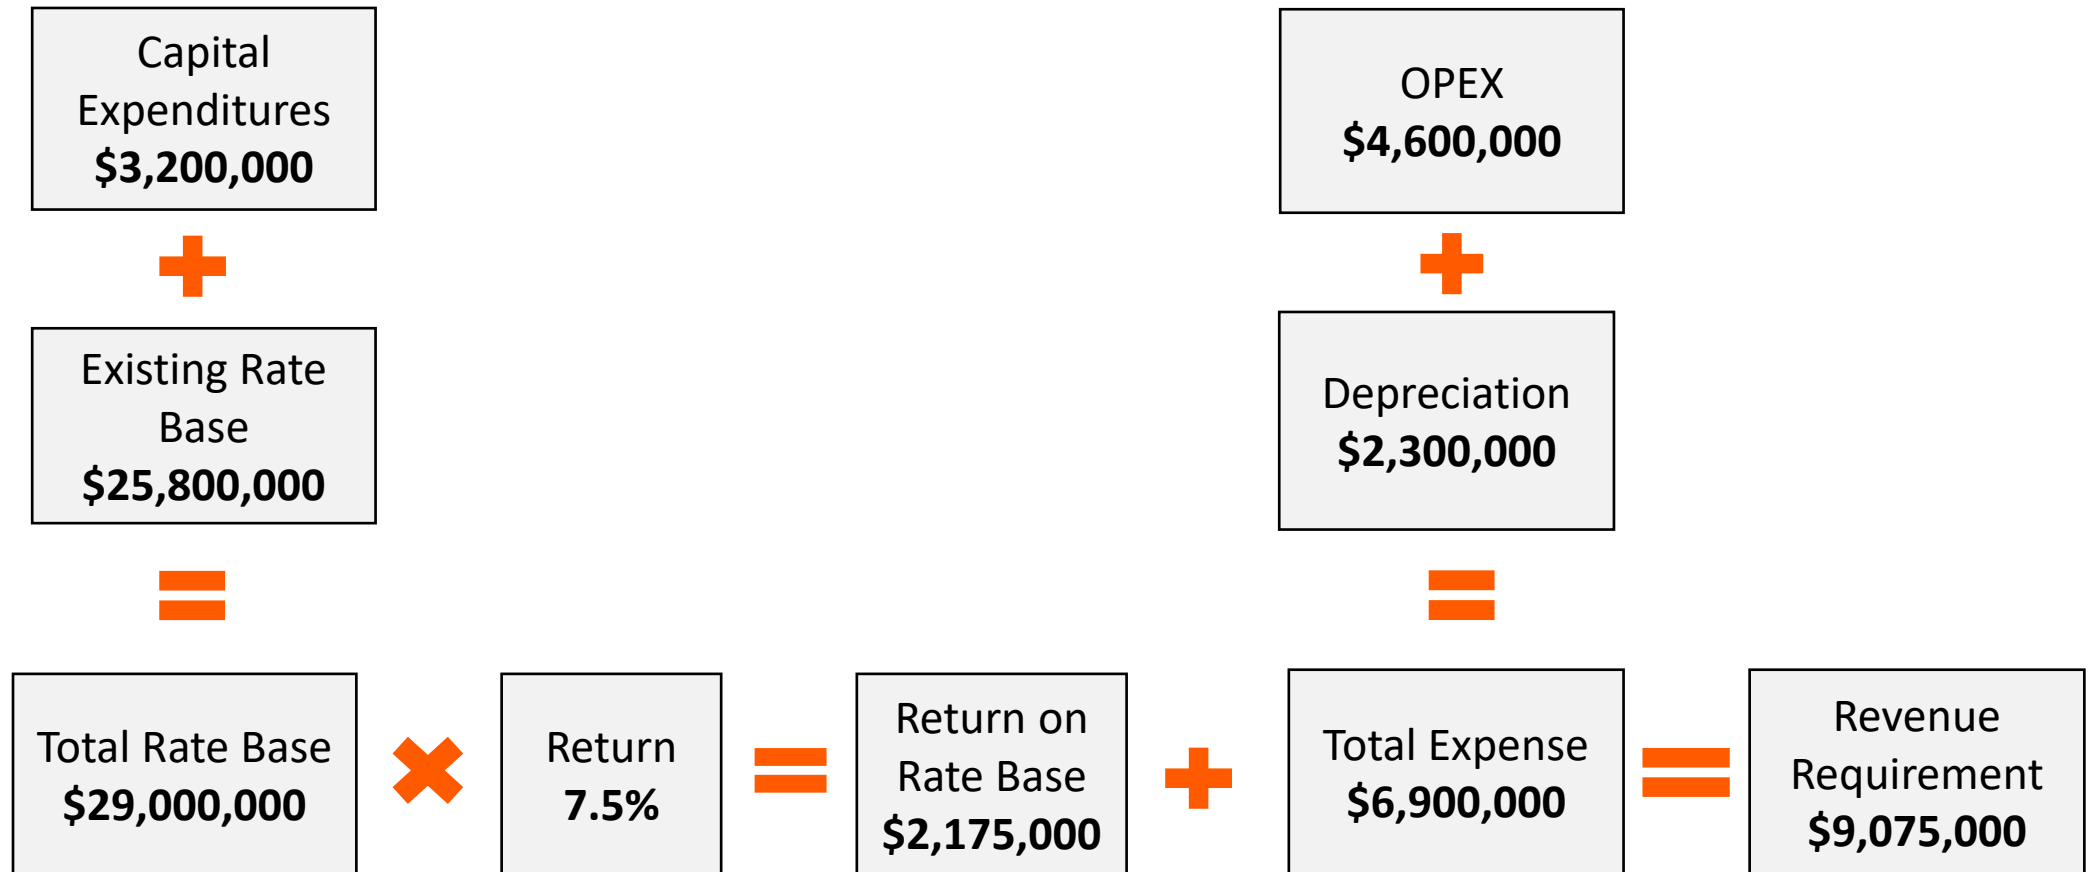 Capital
Expenditures
$3,200,000
OPEX
$4,600,000
Existing Rate
Base
$25,800,000
Depreciation
$2,300,000
Total Rate Base
$29,000,000
Return
7.5%
Return on
Rate Base
$2,175,000
Total Expense
$6,900,000
Revenue
Requirement
$9,075,000